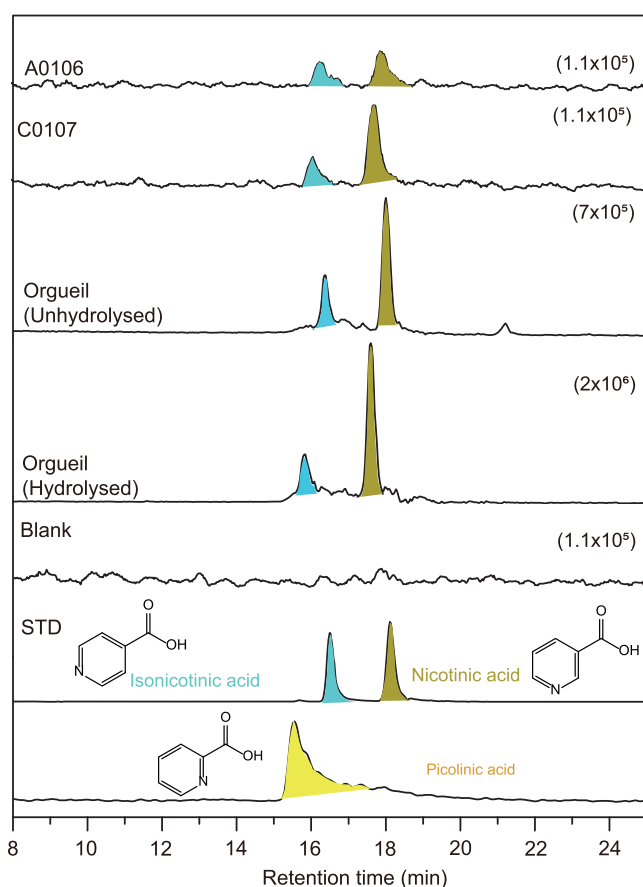 A0106
(1.1x10⁵)
C0107
(1.1x10⁵)
(7x10⁵)
Orgueil
(Unhydrolysed)
(2x10⁶)
Orgueil
(Hydrolysed)
Blank
(1.1x10⁵)
STD
O
OH
N
Isonicotinic acid
Nicotinic acid
O
OH
N
O
OH
N
Picolinic acid
8 10 12 14 16 18 20 22 24
Retention time (min)